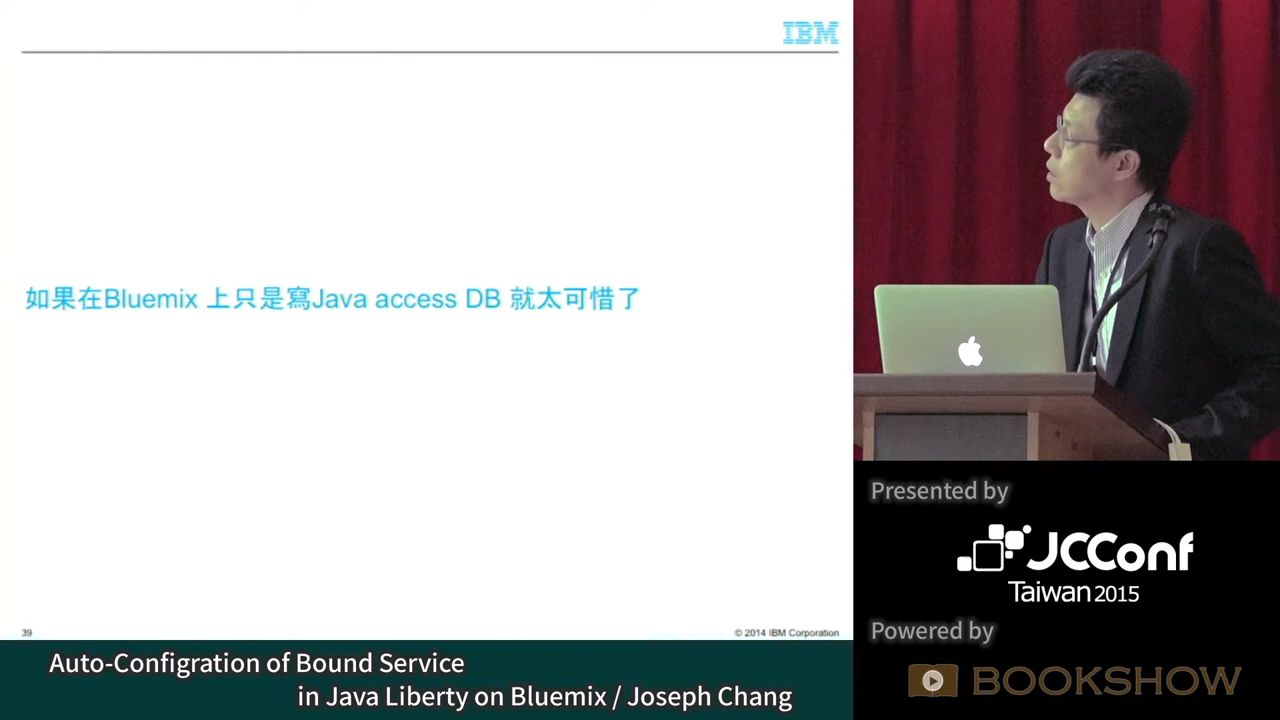 IBM
如果在Bluemix 上只是寫Java access DB 就太可惜了
39
© 2014 IBM Corporation
Auto-Configration of Bound Service
in Java Liberty on Bluemix / Joseph Chang
Presented by
JCConf
Taiwan 2015
Powered by
BOOKSHOW